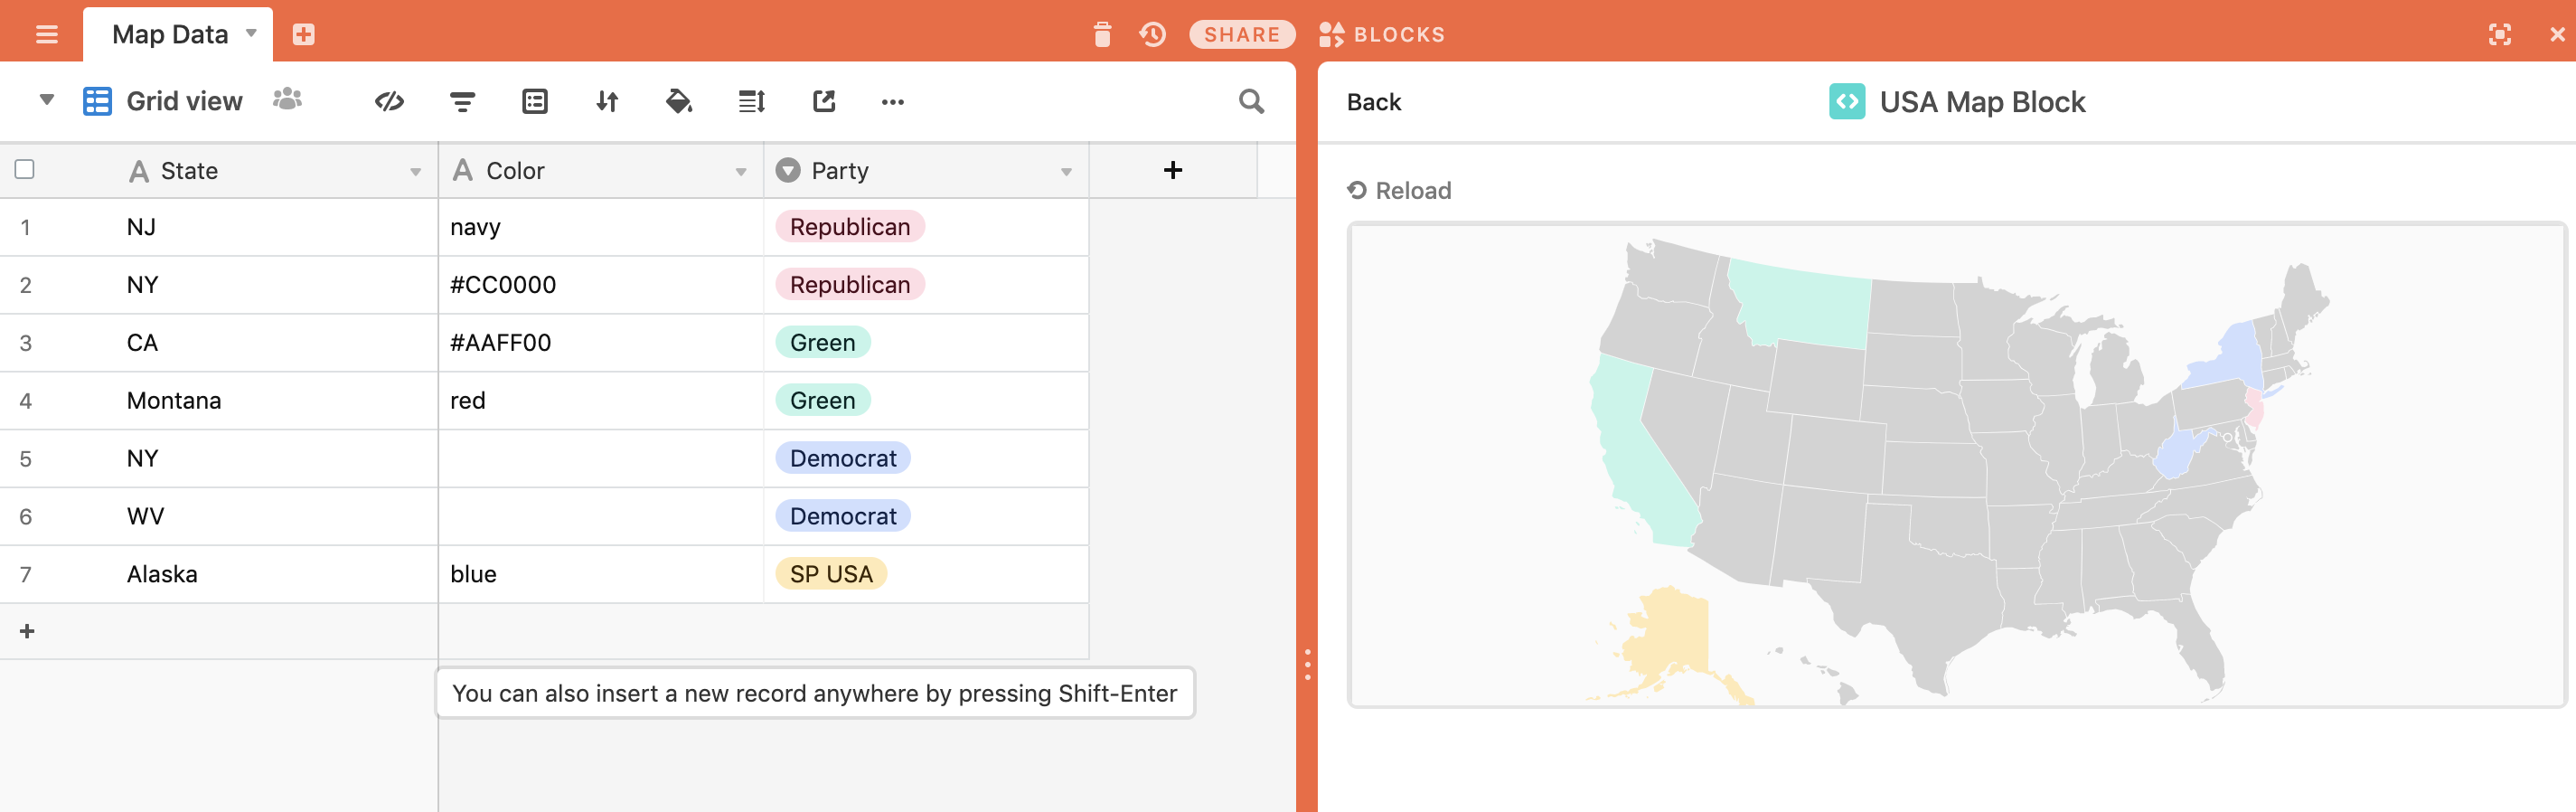 Map Data
SHARE
BLOCKS
Grid view
Back
USA Map Block
State Color Party
Reload
1 NJ navy Republican
2 NY #CC0000 Republican
3 CA #AAFF00 Green
4 Montana red Green
5 NY Democrat
6 WV Democrat
7 Alaska blue SP USA
You can also insert a new record anywhere by pressing Shift-Enter